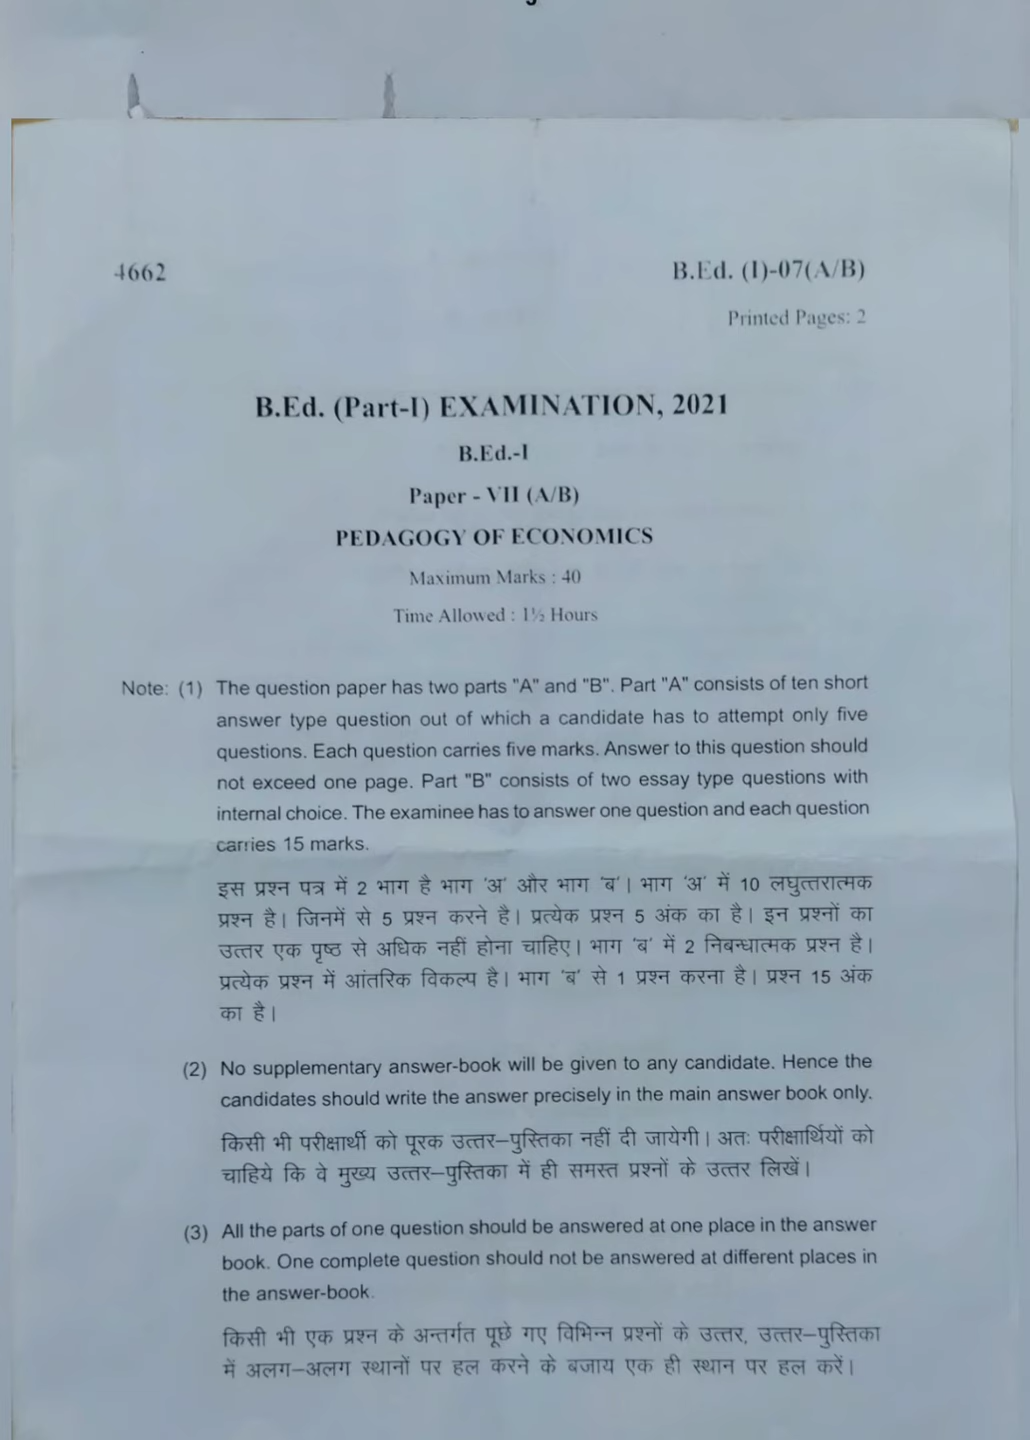 4662
B.Ed. (I)-07(A/B)
Printed Pages: 2
B.Ed. (Part-I) EXAMINATION, 2021
B.Ed.-I
Paper - VII (A/B)
PEDAGOGY OF ECONOMICS
Maximum Marks : 40
Time Allowed : 1½ Hours
Note: (1) The question paper has two parts "A" and "B". Part "A" consists of ten short
answer type question out of which a candidate has to attempt only five
questions. Each question carries five marks. Answer to this question should
not exceed one page. Part "B" consists of two essay type questions with
internal choice. The examinee has to answer one question and each question
carries 15 marks.
इस प्रश्न पत्र में 2 भाग है भाग 'अ' और भाग 'ब'। भाग 'अ' में 10 लघुत्तरात्मक
प्रश्न है। जिनमें से 5 प्रश्न करने है। प्रत्येक प्रश्न 5 अंक का है। इन प्रश्नों का
उत्तर एक पृष्ठ से अधिक नहीं होना चाहिए। भाग 'ब' में 2 निबन्धात्मक प्रश्न है।
प्रत्येक प्रश्न में आंतरिक विकल्प है। भाग 'ब' से 1 प्रश्न करना है। प्रश्न 15 अंक
का है।
(2) No supplementary answer-book will be given to any candidate. Hence the
candidates should write the answer precisely in the main answer book only.
किसी भी परीक्षार्थी को पूरक उत्तर–पुस्तिका नहीं दी जायेगी। अतः परीक्षार्थियों को
चाहिये कि वे मुख्य उत्तर–पुस्तिका में ही समस्त प्रश्नों के उत्तर लिखें।
(3) All the parts of one question should be answered at one place in the answer
book. One complete question should not be answered at different places in
the answer-book.
किसी भी एक प्रश्न के अन्तर्गत पूछे गए विभिन्न प्रश्नों के उत्तर, उत्तर–पुस्तिका
में अलग–अलग स्थानों पर हल करने के बजाय एक ही स्थान पर हल करें।